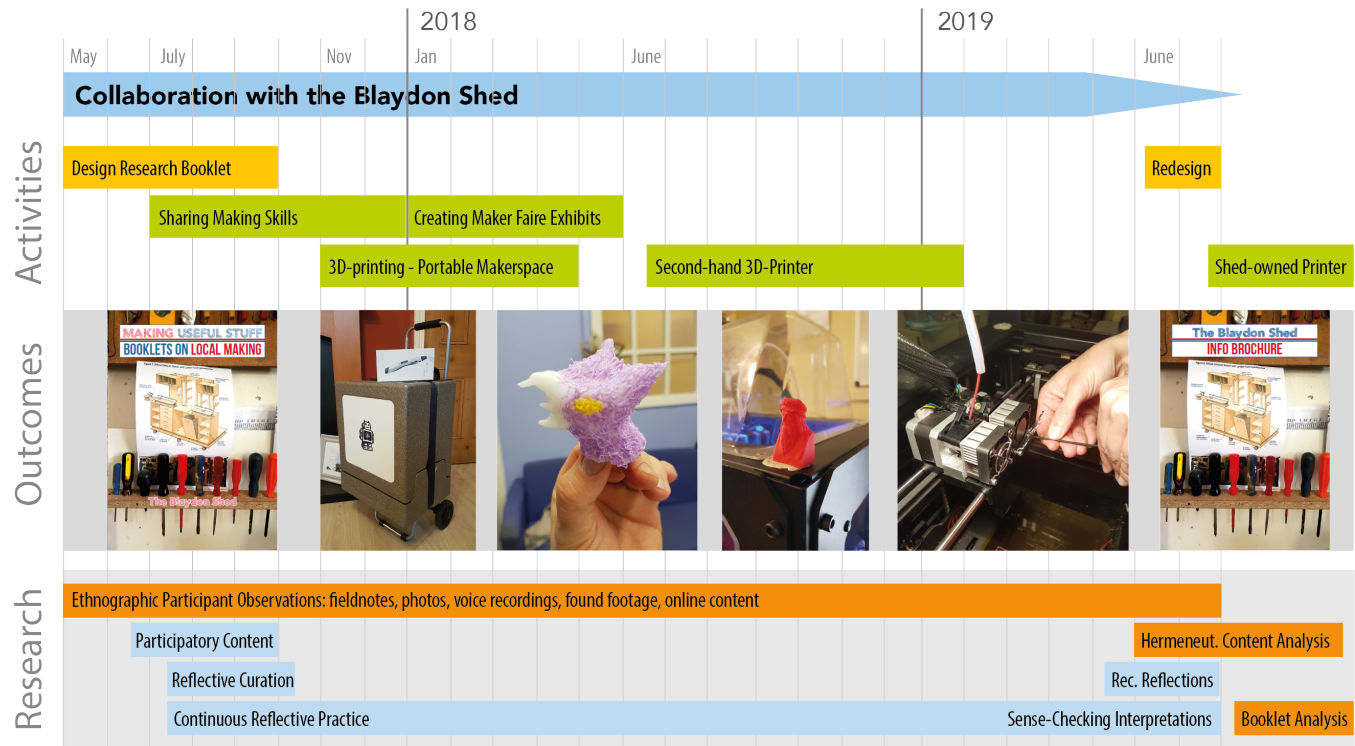 2018
2019
May
July
Nov
Jan
June
June
Collaboration with the Blaydon Shed
Activities
Design Research Booklet
Redesign
Sharing Making Skills
Creating Maker Faire Exhibits
3D-printing - Portable Makerspace
Second-hand 3D-Printer
Shed-owned Printer
Outcomes
MAKING USEFUL STUFF
BOOKLETS ON LOCAL MAKING
The Blaydon Shed
The Blaydon Shed
INFO BROCHURE
Research
Ethnographic Participant Observations: fieldnotes, photos, voice recordings, found footage, online content
Participatory Content
Hermeneut. Content Analysis
Reflective Curation
Rec. Reflections
Continuous Reflective Practice
Sense-Checking Interpretations
Booklet Analysis